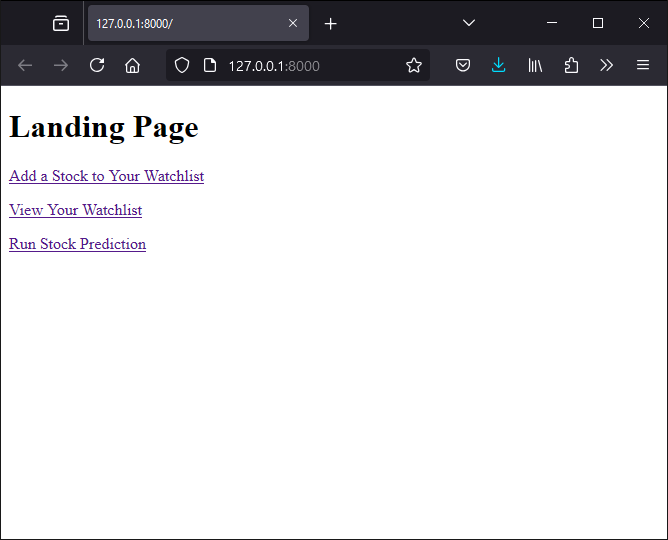 127.0.0.1:8000/
127.0.0.1:8000
Landing Page
Add a Stock to Your Watchlist
View Your Watchlist
Run Stock Prediction